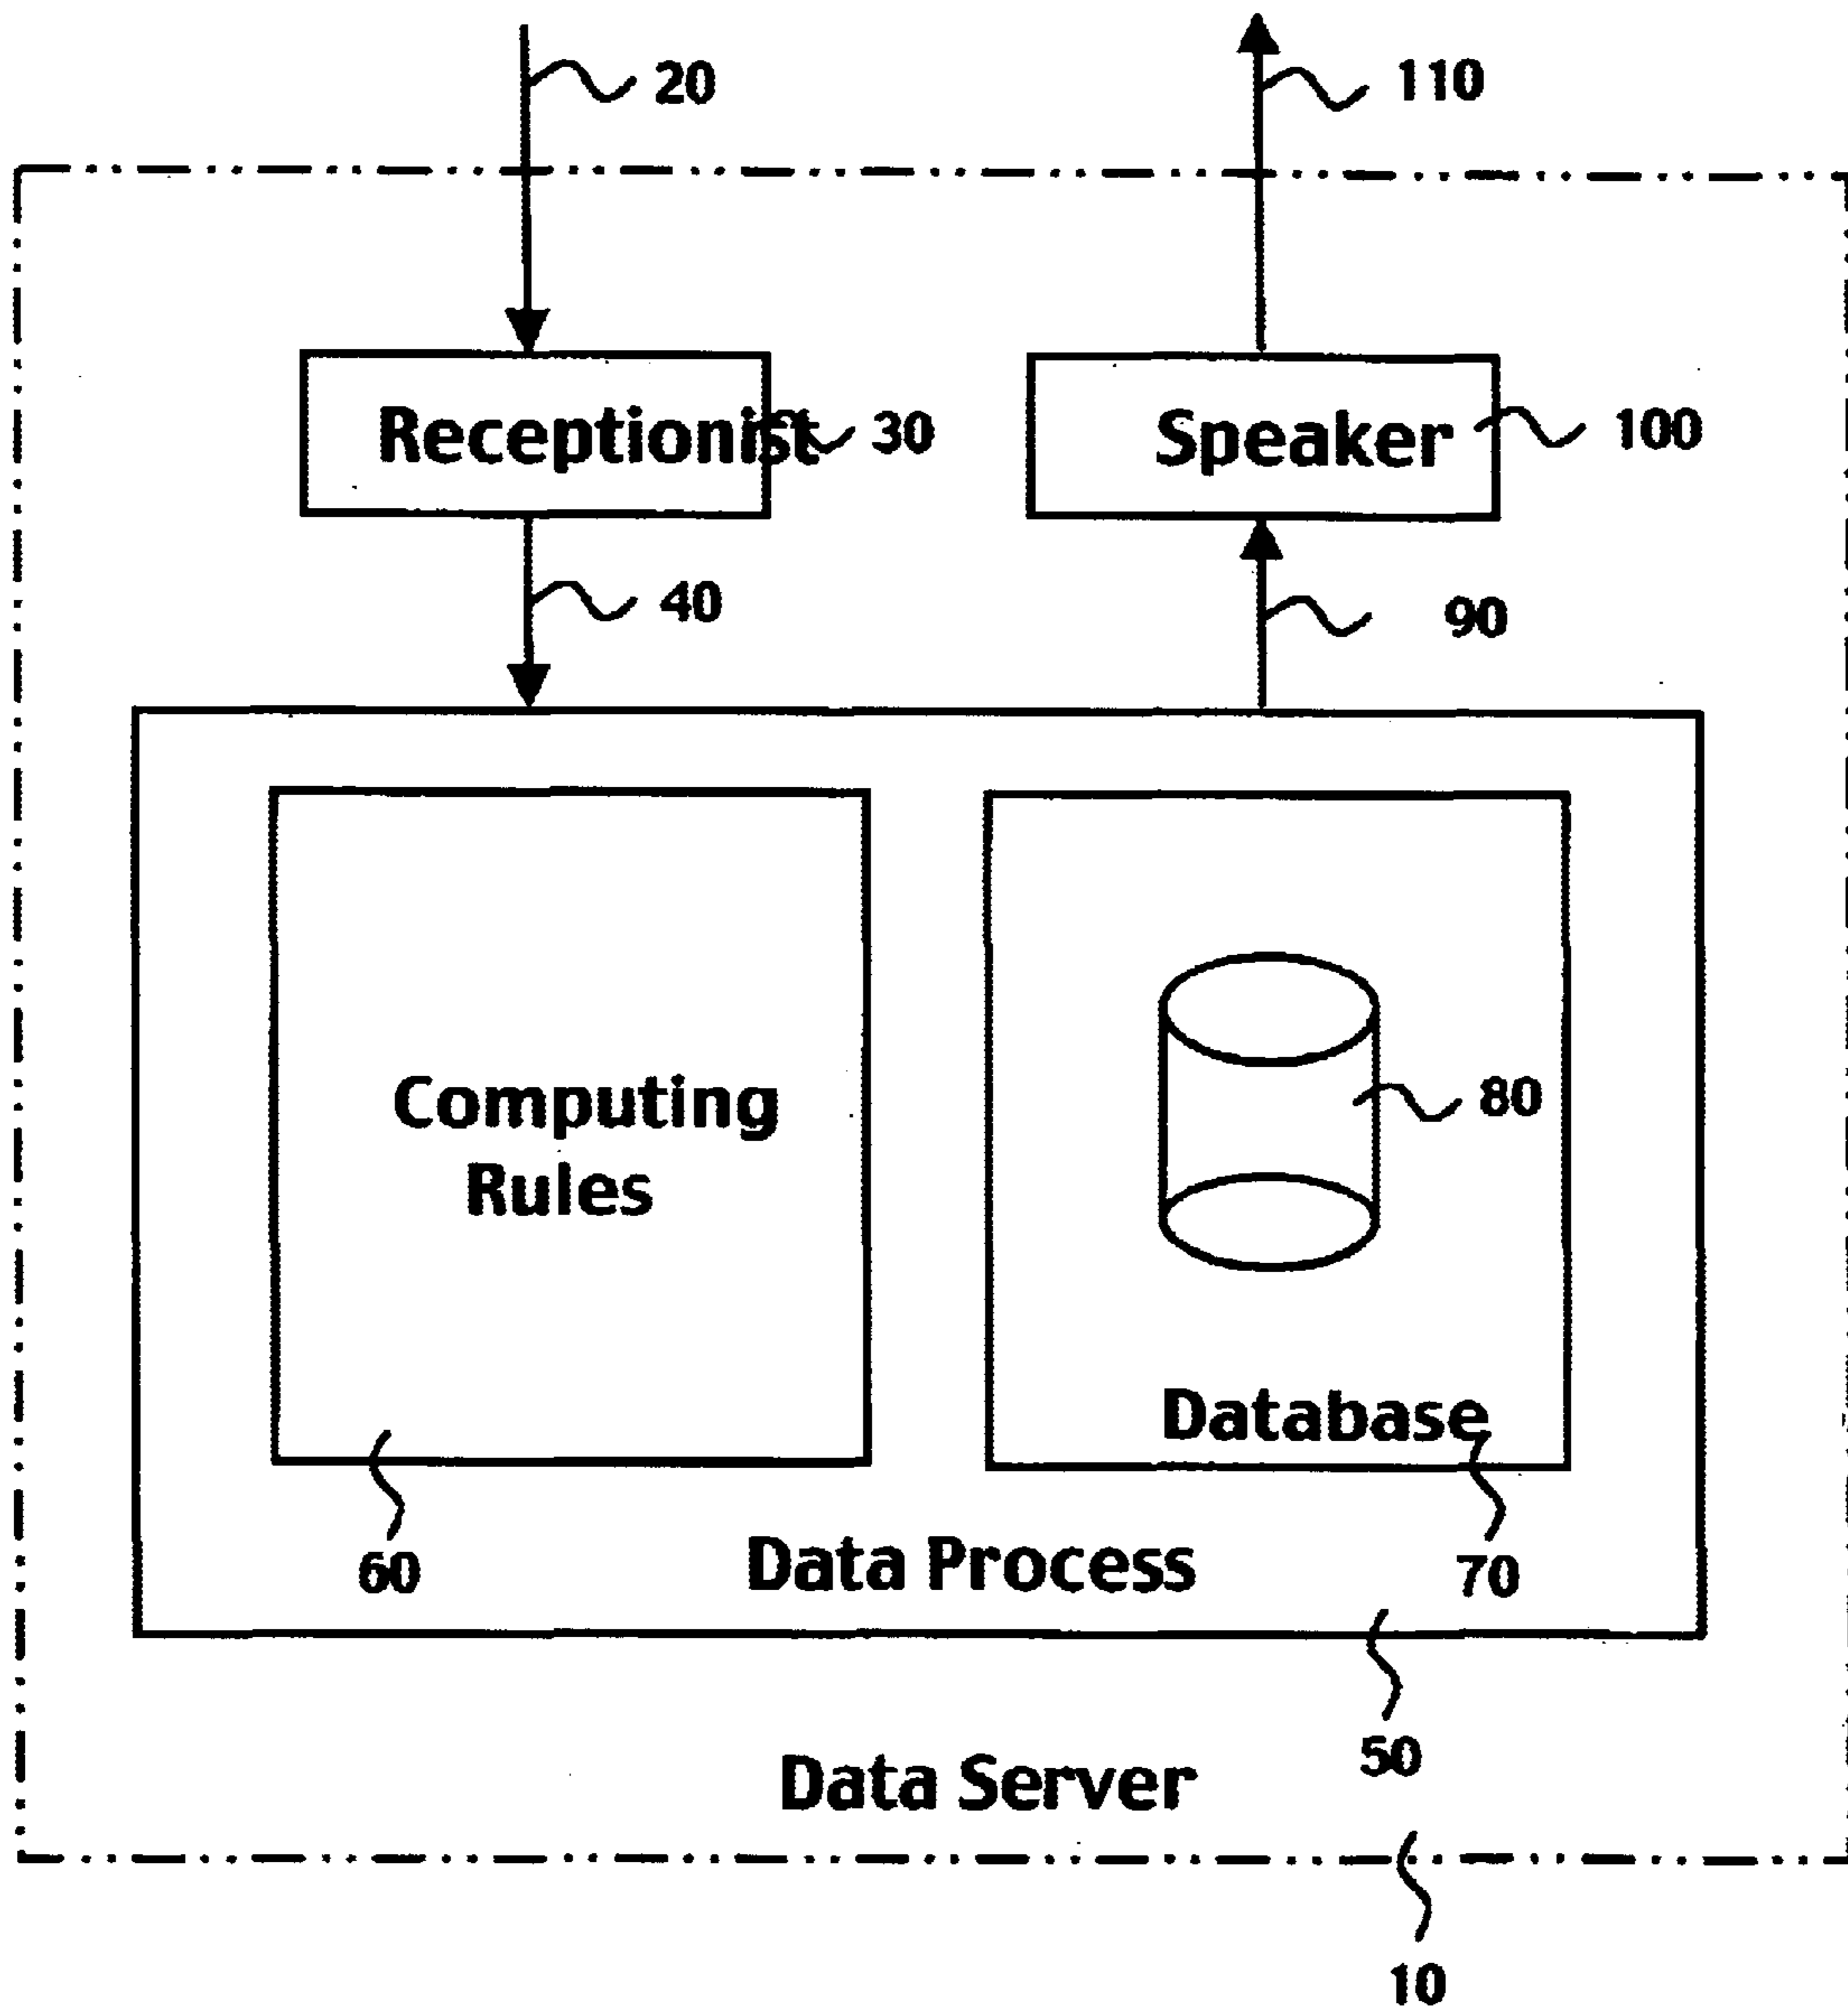 20
110
Receptionist
30
Speaker
100
40
90
Computing
Rules
80
Database
60
Data Process
70
50
Data Server
10